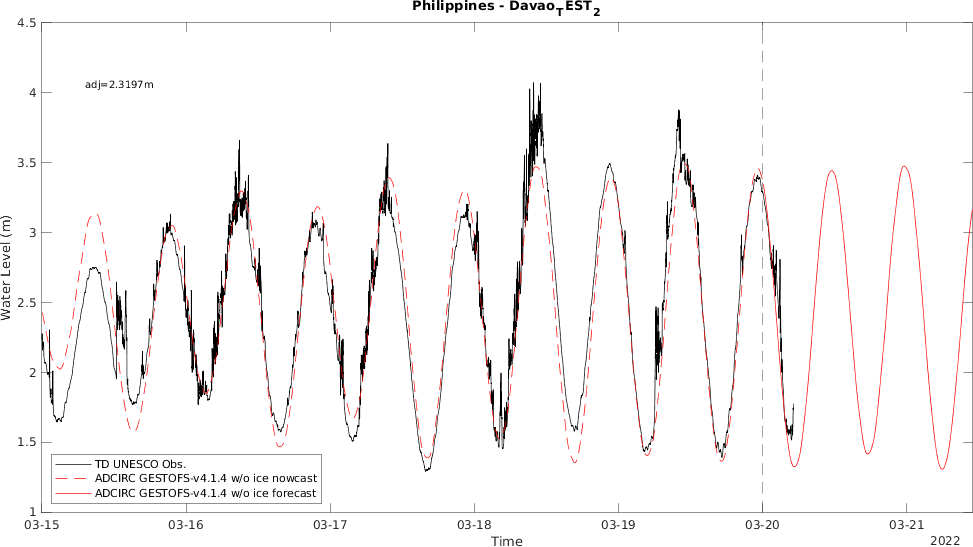 Philippines - Davao_TEST_2
adj=2.3197m
4.5
4
3.5
3
2.5
2
1.5
1
Water Level (m)
TD UNESCO Obs.
ADCIRC GESTOFS-v4.1.4 w/o ice nowcast
ADCIRC GESTOFS-v4.1.4 w/o ice forecast
03-15 03-16 03-17 03-18 03-19 03-20 03-21
Time
2022